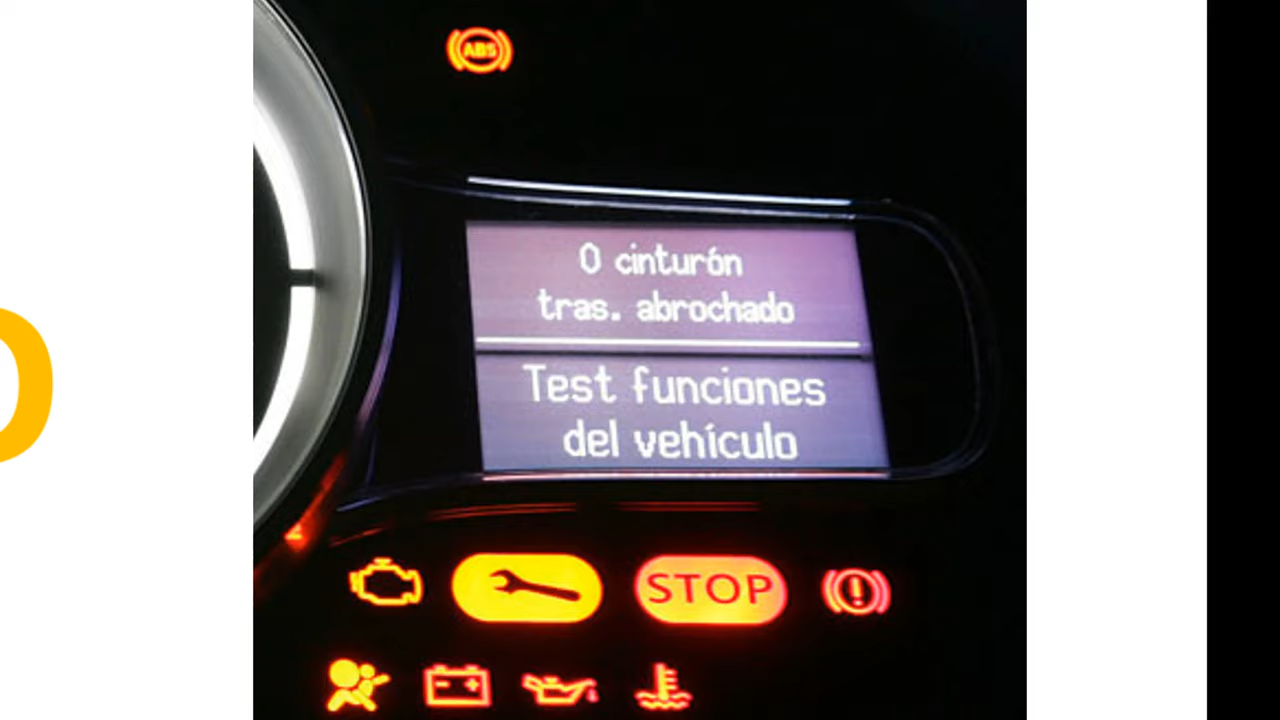 ABS
0 cinturón
tras. abrochado
Test funciones
del vehículo
STOP